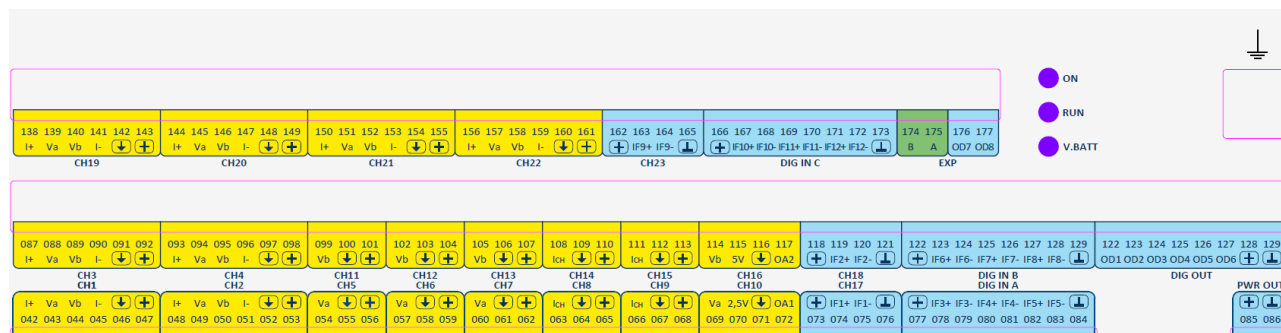 ON
RUN
138 139 140 141 142 143 144 145 146 147 148 149 150 151 152 153 154 155 156 157 158 159 160 161 162 163 164 165 166 167 168 169 170 171 172 173 174 175 176 177
I+ Va Vb I- I+ Va Vb I- I+ Va Vb I- I+ Va Vb I- IF9+ IF9- IF10+ IF10- IF11+ IF11- IF12+ IF12- B A OD7 OD8
V.BATT
CH19 CH20 CH21 CH22 CH23 DIG IN C EXP
087 088 089 090 091 092 093 094 095 096 097 098 099 100 101 102 103 104 105 106 107 108 109 110 111 112 113 114 115 116 117 118 119 120 121 122 123 124 125 126 127 128 129 122 123 124 125 126 127 128 129
I+ Va Vb I- I+ Va Vb I- Vb Vb Vb ICH ICH Vb 5V OA2 IF2+ IF2- IF6+ IF6- IF7+ IF7- IF8+ IF8- OD1 OD2 OD3 OD4 OD5 OD6
CH3 CH4 CH11 CH12 CH13 CH14 CH15 CH16 CH18 DIG IN B DIG OUT
CH1 CH2 CH5 CH6 CH7 CH8 CH9 CH10 CH17 DIG IN A PWR OUT
I+ Va Vb I- I+ Va Vb I- Va Va Va ICH ICH Va 2,5V OA1 IF1+ IF1- IF3+ IF3- IF4+ IF4- IF5+ IF5-
042 043 044 045 046 047 048 049 050 051 052 053 054 055 056 057 058 059 060 061 062 063 064 065 066 067 068 069 070 071 072 073 074 075 076 077 078 079 080 081 082 083 084 085 086